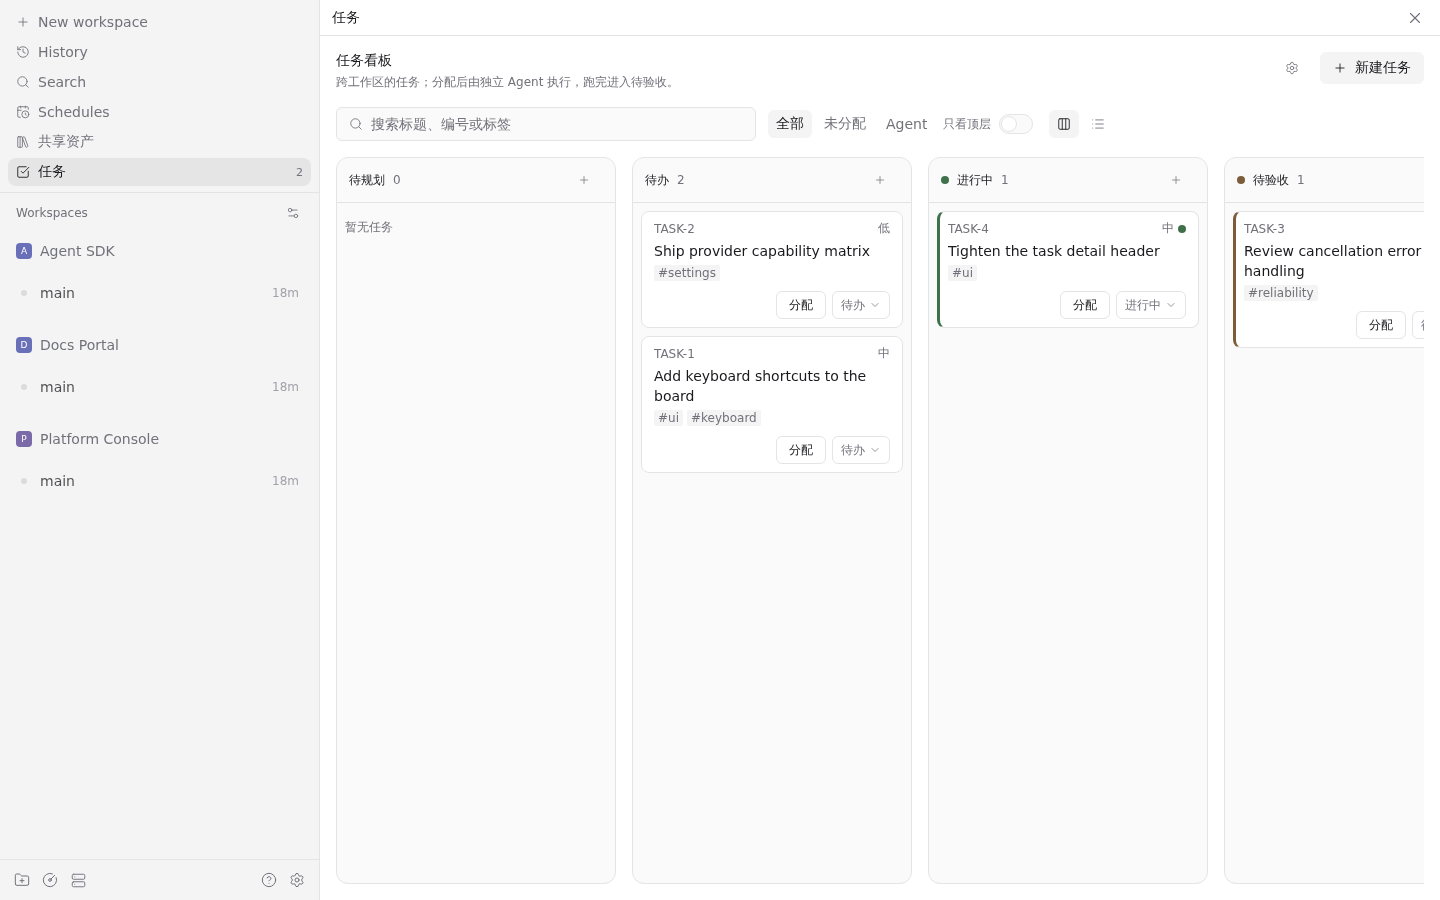 New workspace
History
Search
Schedules
共享资产
任务 2
Workspaces
A Agent SDK
main 18m
D Docs Portal
main 18m
P Platform Console
main 18m
任务
任务看板
跨工作区的任务；分配后由独立 Agent 执行，跑完进入待验收。
新建任务
搜索标题、编号或标签
全部 未分配 Agent 只看顶层
待规划 0
暂无任务
待办 2
TASK-2 低
Ship provider capability matrix
#settings
分配 待办
TASK-1 中
Add keyboard shortcuts to the
board
#ui #keyboard
分配 待办
进行中 1
TASK-4 中
Tighten the task detail header
#ui
分配 进行中
待验收 1
TASK-3
Review cancellation error
handling
#reliability
分配